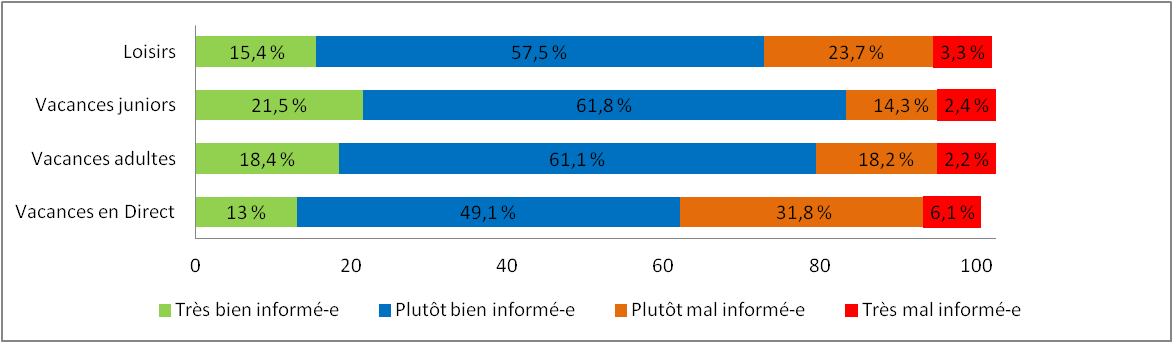 Loisirs 15,4 % 57,5 % 23,7 % 3,3 %
Vacances juniors 21,5 % 61,8 % 14,3 % 2,4 %
Vacances adultes 18,4 % 61,1 % 18,2 % 2,2 %
Vacances en Direct 13 % 49,1 % 31,8 % 6,1 %
0 20 40 60 80 100
Très bien informé-e Plutôt bien informé-e Plutôt mal informé-e Très mal informé-e